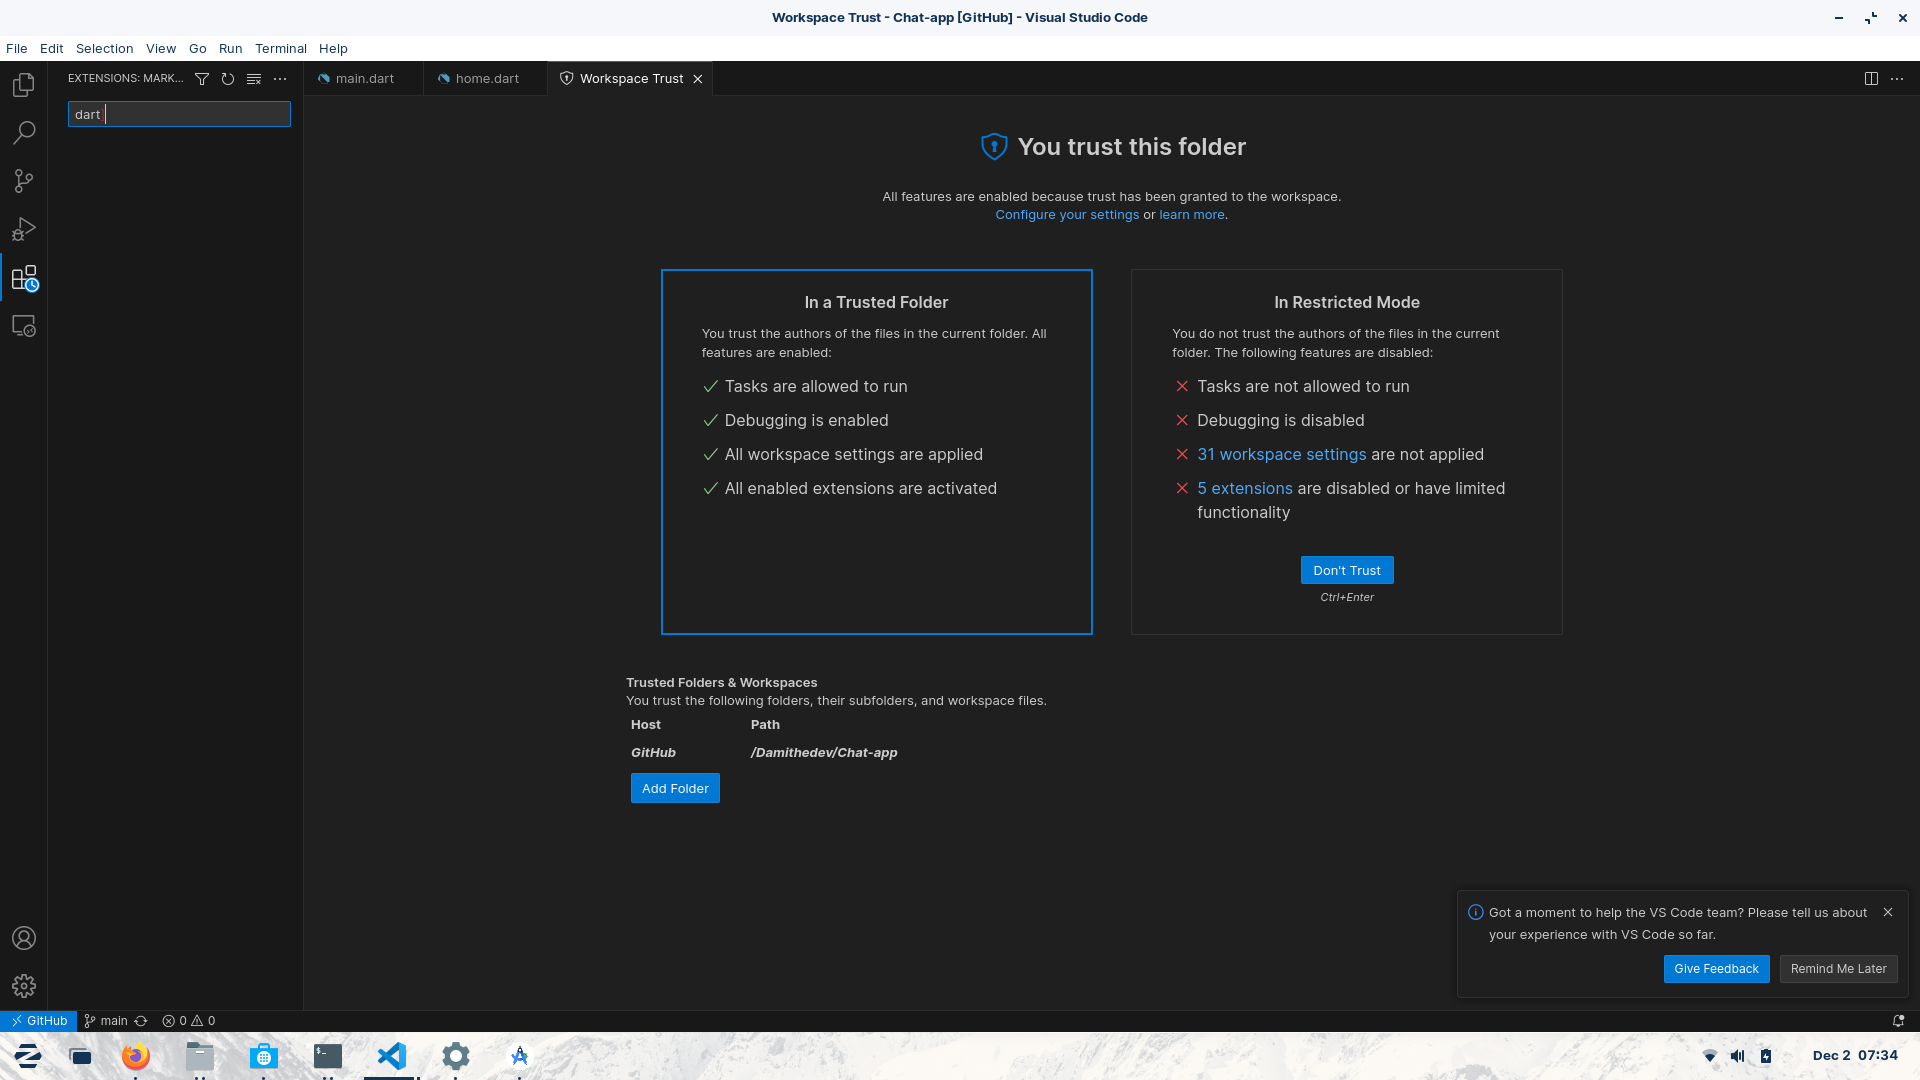 Workspace Trust - Chat-app [GitHub] - Visual Studio Code
File Edit Selection View Go Run Terminal Help
EXTENSIONS: MARK...
main.dart
home.dart
Workspace Trust
dart
You trust this folder
All features are enabled because trust has been granted to the workspace.
Configure your settings or learn more.
In a Trusted Folder
You trust the authors of the files in the current folder. All
features are enabled:
Tasks are allowed to run
Debugging is enabled
All workspace settings are applied
All enabled extensions are activated
In Restricted Mode
You do not trust the authors of the files in the current
folder. The following features are disabled:
Tasks are not allowed to run
Debugging is disabled
31 workspace settings are not applied
5 extensions are disabled or have limited
functionality
Don't Trust
Ctrl+Enter
Trusted Folders & Workspaces
You trust the following folders, their subfolders, and workspace files.
Host Path
GitHub /Damithedev/Chat-app
Add Folder
Got a moment to help the VS Code team? Please tell us about
your experience with VS Code so far.
Give Feedback
Remind Me Later
GitHub main 0 0
Dec 2 07:34